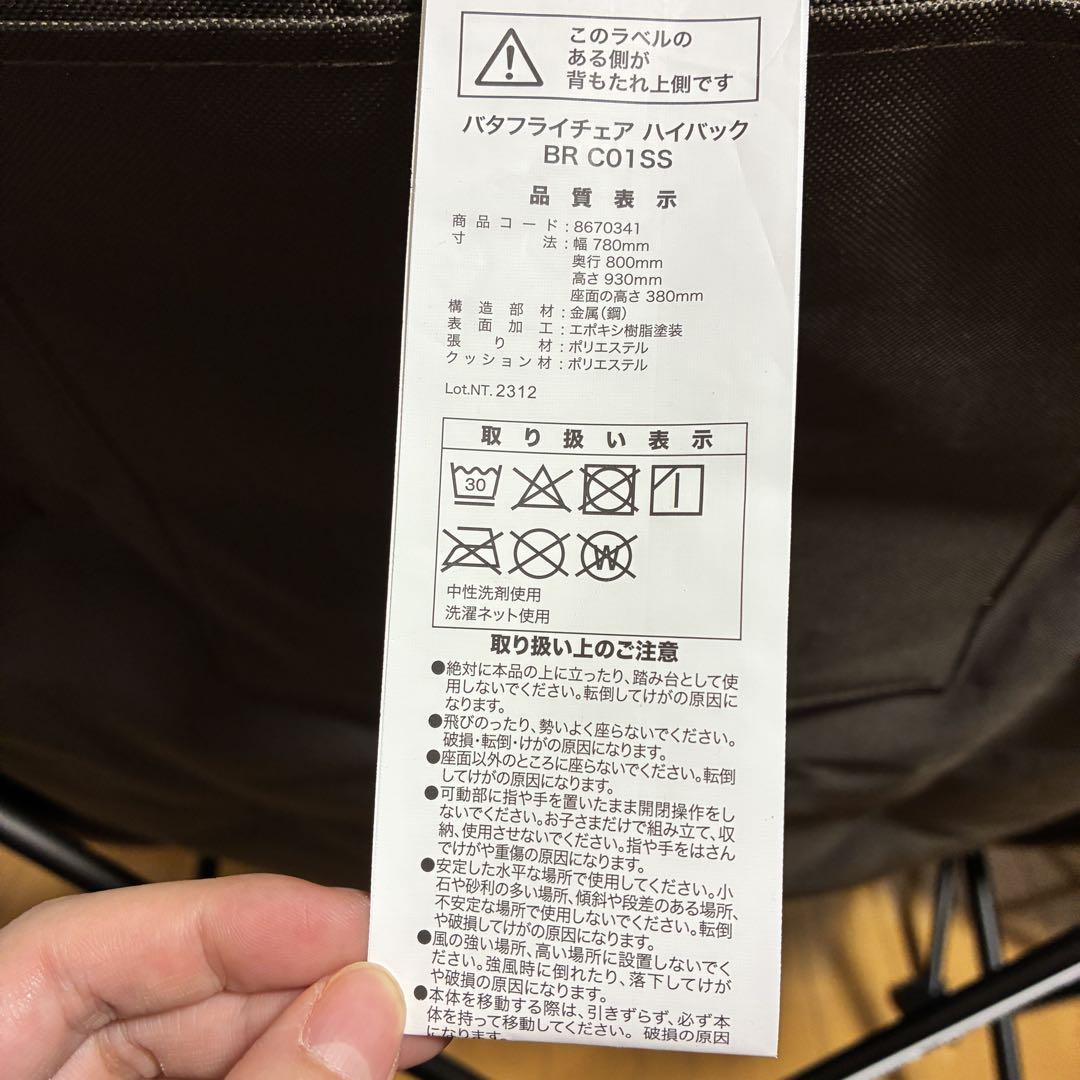 このラベルの
ある側が
背もたれ上側です
バタフライチェア ハイバック
BR C01SS
品質表示
商品コード:8670341
寸法:幅 780mm
奥行 800mm
高さ 930mm
座面の高さ 380mm
構造部材:金属(鋼)
表面加工:エポキシ樹脂塗装
張り材:ポリエステル
クッション材:ポリエステル
Lot.NT. 2312
取り扱い表示
30
W
中性洗剤使用
洗濯ネット使用
取り扱い上のご注意
●絶対に本品の上に立ったり、踏み台として使
用しないでください。転倒してけがの原因に
なります。
●飛びのったり、勢いよく座らないでください。
破損・転倒・けがの原因になります。
●座面以外のところに座らないでください。転倒
してけがの原因になります。
●可動部に指や手を置いたまま開閉操作をし
ないでください。お子さまだけで組み立て、収
納、使用させないでください。指や手をはさん
でけがや重傷の原因になります。
●安定した水平な場所で使用してください。小
石や砂利の多い場所、傾斜や段差のある場所、
不安定な場所で使用しないでください。転倒
や破損してけがの原因になります。
●風の強い場所、高い場所に設置しないでく
ださい。強風時に倒れたり、落下してけが
や破損の原因になります。
●本体を移動する際は、引きずらず、必ず本
体を持って移動してください。破損の原因
になります。